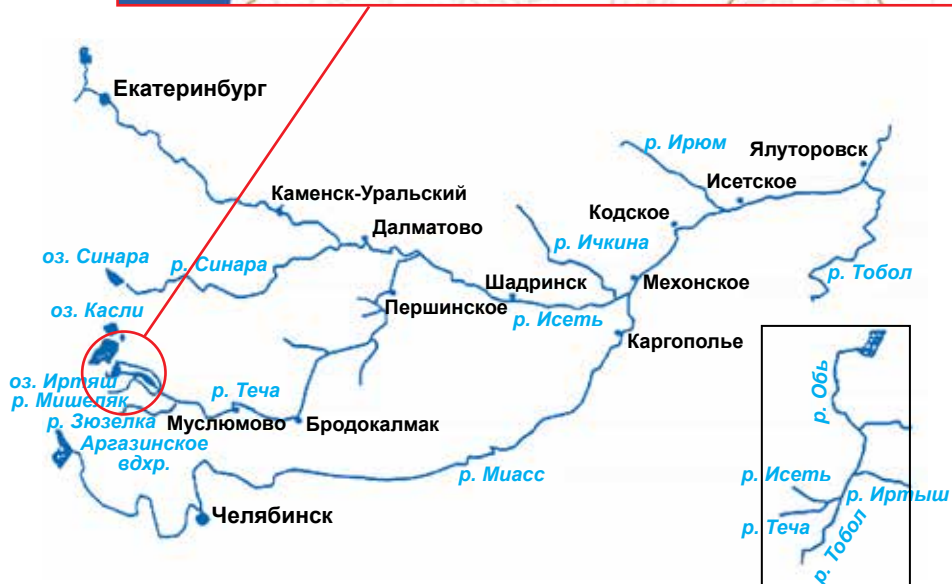 Екатеринбург
р. Ирюм
Ялуторовск
Исетское
Каменск-Уральский
Кодское
Далматово
р. Ичкина
оз. Синара
р. Синара
р. Тобол
Шадринск
Мехонское
Першинское
оз. Касли
р. Исеть
Каргополье
оз. Иртяш
р. Мишеляк
р. Теча
р. Зюзелка
Муслюмово
Бродокалмак
Аргазинское
вдхр.
р. Миасс
Челябинск
р. Обь
р. Исеть
р. Иртыш
р. Теча
р. Тобол